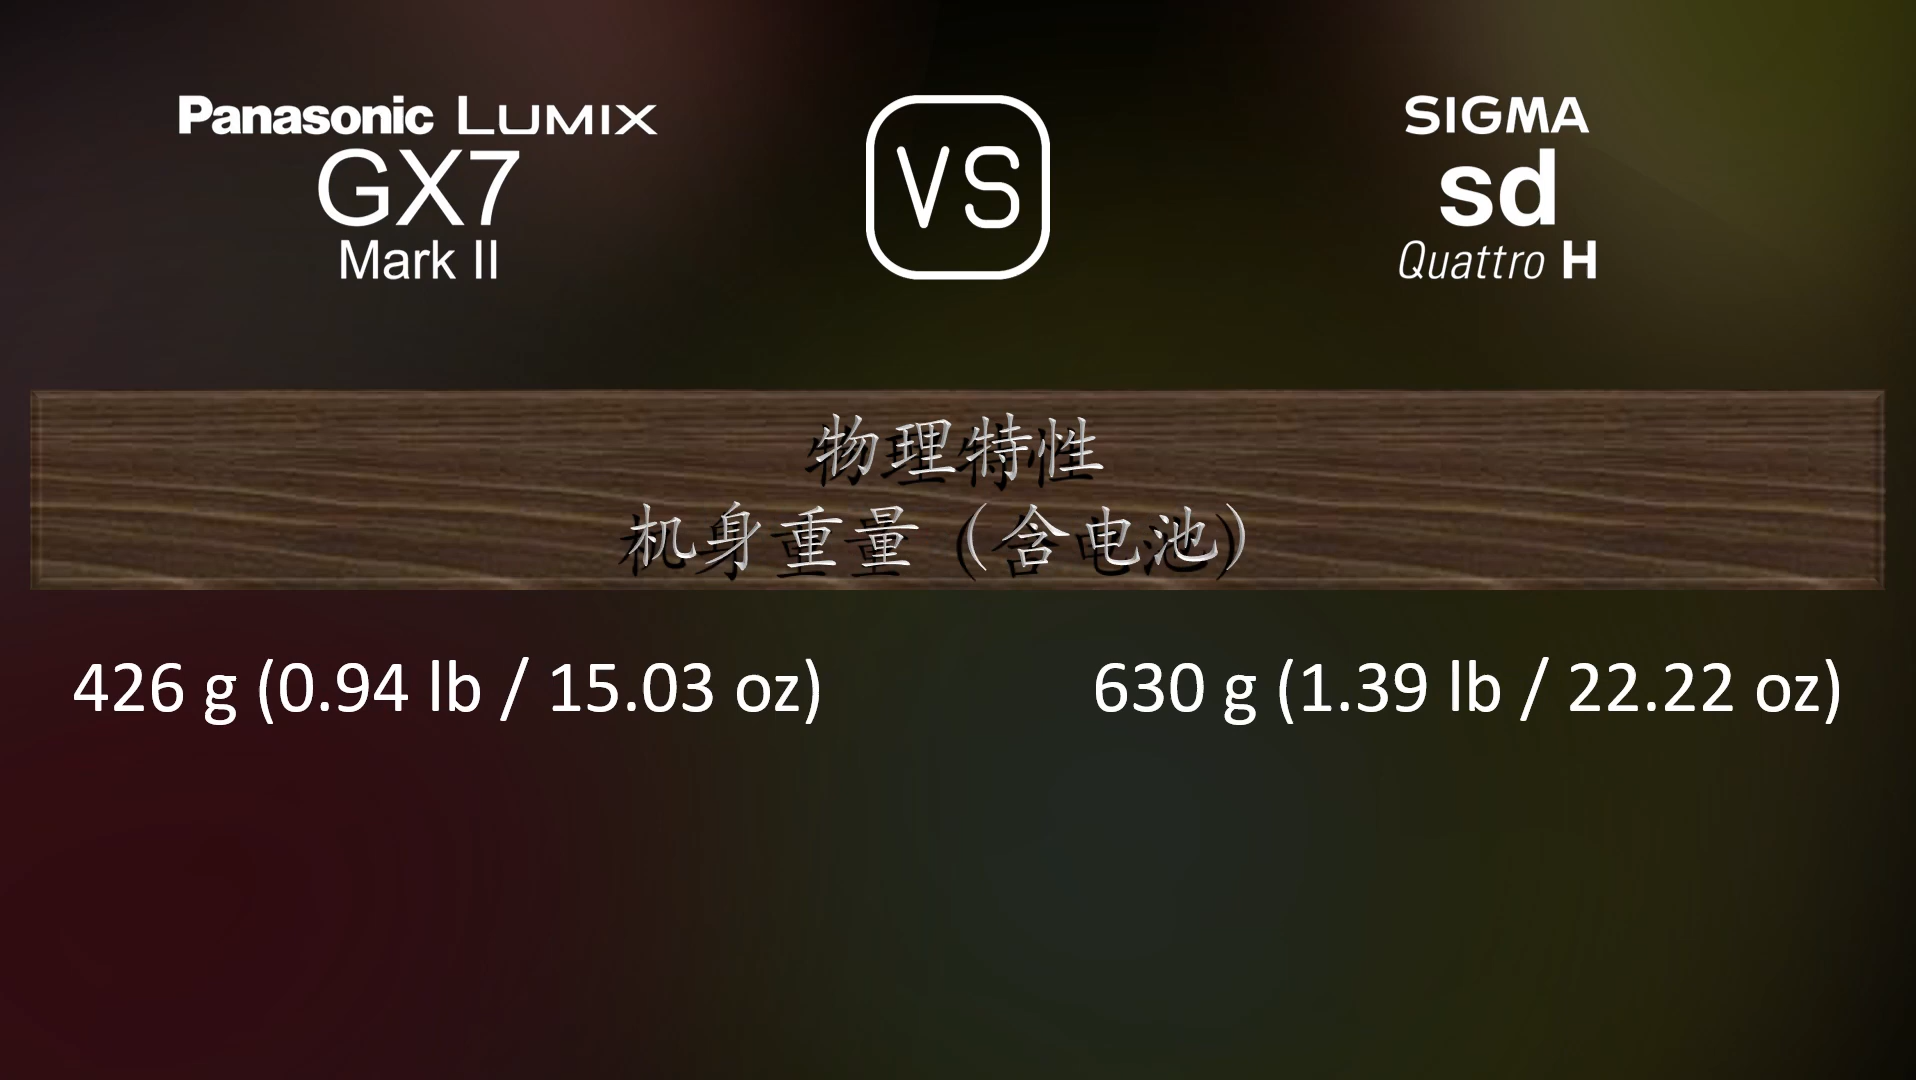 Panasonic LUMIX
GX7
Mark II
VS
SIGMA
sd
Quattro H
物理特性
机身重量（含电池）
426 g (0.94 lb / 15.03 oz)
630 g (1.39 lb / 22.22 oz)